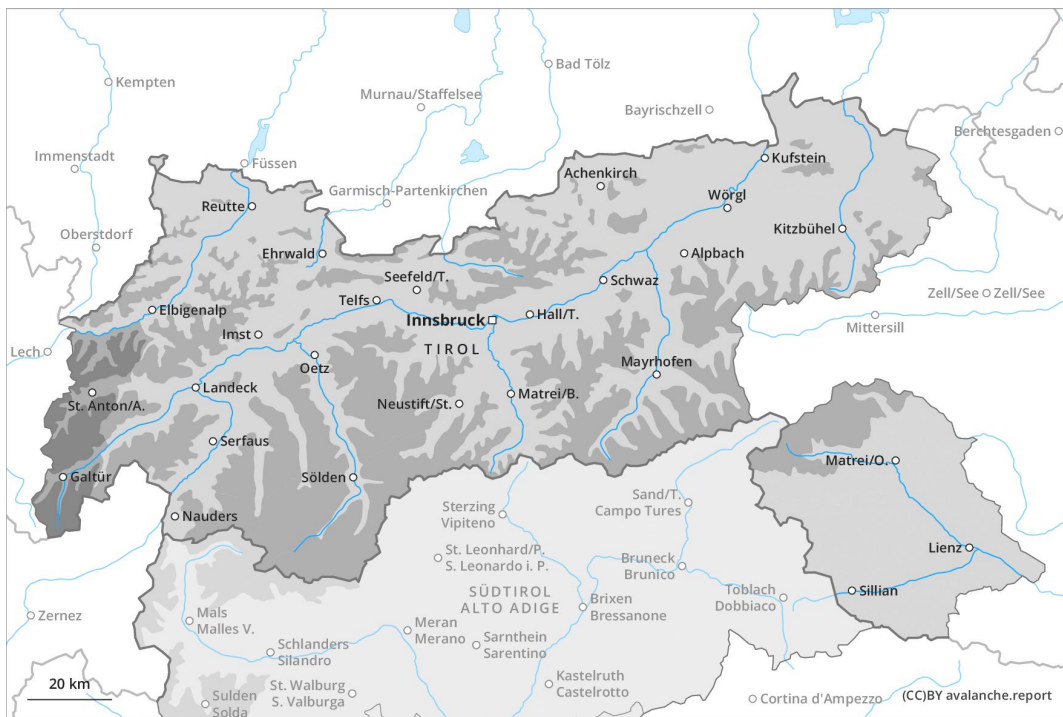 Kempten
Bad Tölz
Murnau/Staffelsee
Bayrischzell
Berchtesgaden
Immenstadt
Füssen
Kufstein
Garmisch-Partenkirchen
Achenkirch
Wörgl
Reutte
Oberstdorf
Kitzbühel
Ehrwald
Alpbach
Seefeld/T.
Schwaz
Telfs
Zell/See
Zell/See
Elbigenalp
Innsbruck
Hall/T.
Mittersill
Imst
TIROL
Lech
Oetz
Mayrhofen
Landeck
St. Anton/A.
Neustift/St.
Matrei/B.
Serfaus
Matrei/O.
Galtür
Sölden
Nauders
Sterzing
Vipiteno
Sand/T.
Campo Tures
Lienz
St. Leonhard/P.
S. Leonardo i. P.
Bruneck
Brunico
SÜDTIROL
ALTO ADIGE
Toblach
Dobbiaco
Sillian
Brixen
Bressanone
Zernez
Mals
Malles V.
Meran
Merano
Sarnthein
Sarentino
Schlanders
Silandro
Kastelruth
Castelrotto
St. Walburg
S. Valburga
20 km
Sulden
Solda
Cortina d'Ampezzo
(CC)BY avalanche.report